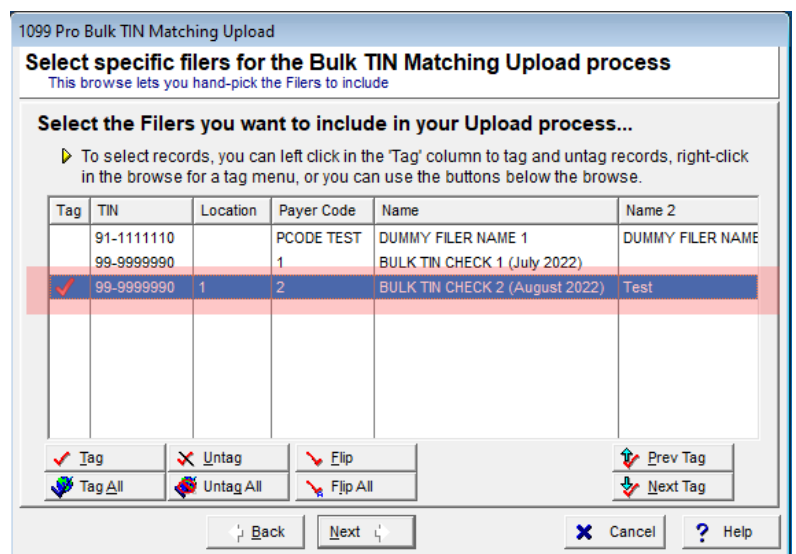 1099 Pro Bulk TIN Matching Upload
Select specific filers for the Bulk TIN Matching Upload process
This browse lets you hand-pick the Filers to include
Select the Filers you want to include in your Upload process...
To select records, you can left click in the 'Tag' column to tag and untag records, right-click
in the browse for a tag menu, or you can use the buttons below the browse.
Tag TIN Location Payer Code Name Name 2
91-1111110 PCODE TEST DUMMY FILER NAME 1 DUMMY FILER NAME
99-9999990 1 BULK TIN CHECK 1 (July 2022)
99-9999990 1 2 BULK TIN CHECK 2 (August 2022) Test
Tag Untag Flip Prev Tag
Tag All Untag All Flip All Next Tag
Back Next Cancel Help